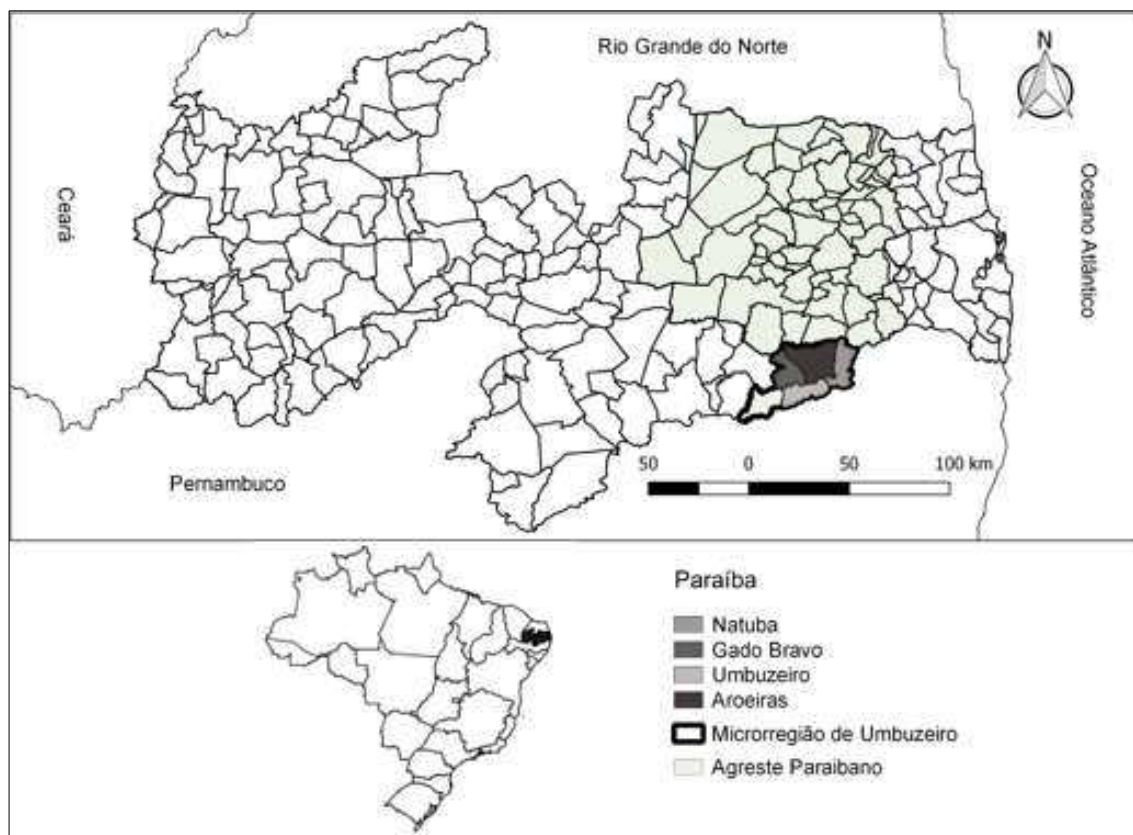 Rio Grande do Norte
N
Ceará
Oceano Atlântico
Pernambuco
50 0 50 100 km
Paraíba
Natuba
Gado Bravo
Umbuzeiro
Aroeiras
Microrregião de Umbuzeiro
Agreste Paraibano